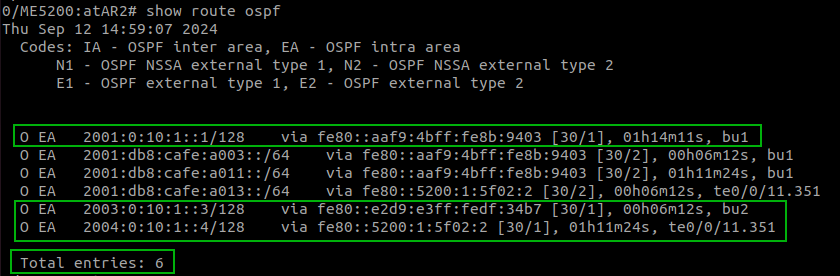 0/ME5200:atAR2# show route ospf
Thu Sep 12 14:59:07 2024
  Codes: IA - OSPF inter area, EA - OSPF intra area
      N1 - OSPF NSSA external type 1, N2 - OSPF NSSA external type 2
      E1 - OSPF external type 1, E2 - OSPF external type 2
O EA   2001:0:10:1::1/128    via fe80::aaf9:4bff:fe8b:9403 [30/1], 01h14m11s, bu1
O EA   2001:db8:cafe:a003::/64    via fe80::aaf9:4bff:fe8b:9403 [30/2], 00h06m12s, bu1
O EA   2001:db8:cafe:a011::/64    via fe80::aaf9:4bff:fe8b:9403 [30/2], 01h11m24s, bu1
O EA   2001:db8:cafe:a013::/64    via fe80::5200:1:5f02:2 [30/2], 00h06m12s, te0/0/11.351
O EA   2003:0:10:1::3/128    via fe80::e2d9:e3ff:fedf:34b7 [30/1], 00h06m12s, bu2
O EA   2004:0:10:1::4/128    via fe80::5200:1:5f02:2 [30/1], 01h11m24s, te0/0/11.351
Total entries: 6